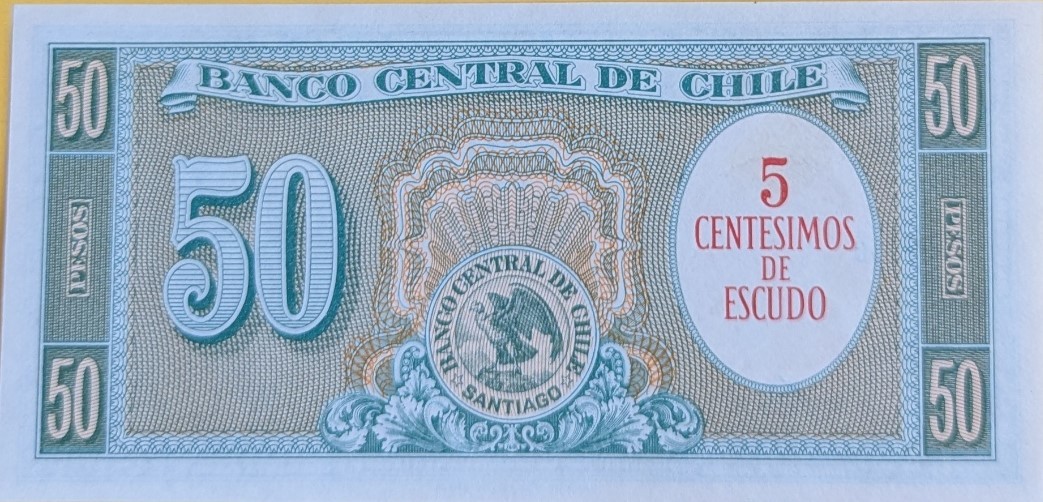 50
BANCO CENTRAL DE CHILE
50
50
5
CENTESIMOS
DE
ESCUDO
PESOS
PESOS
BANCO CENTRAL DE CHILE
SANTIAGO
50
50